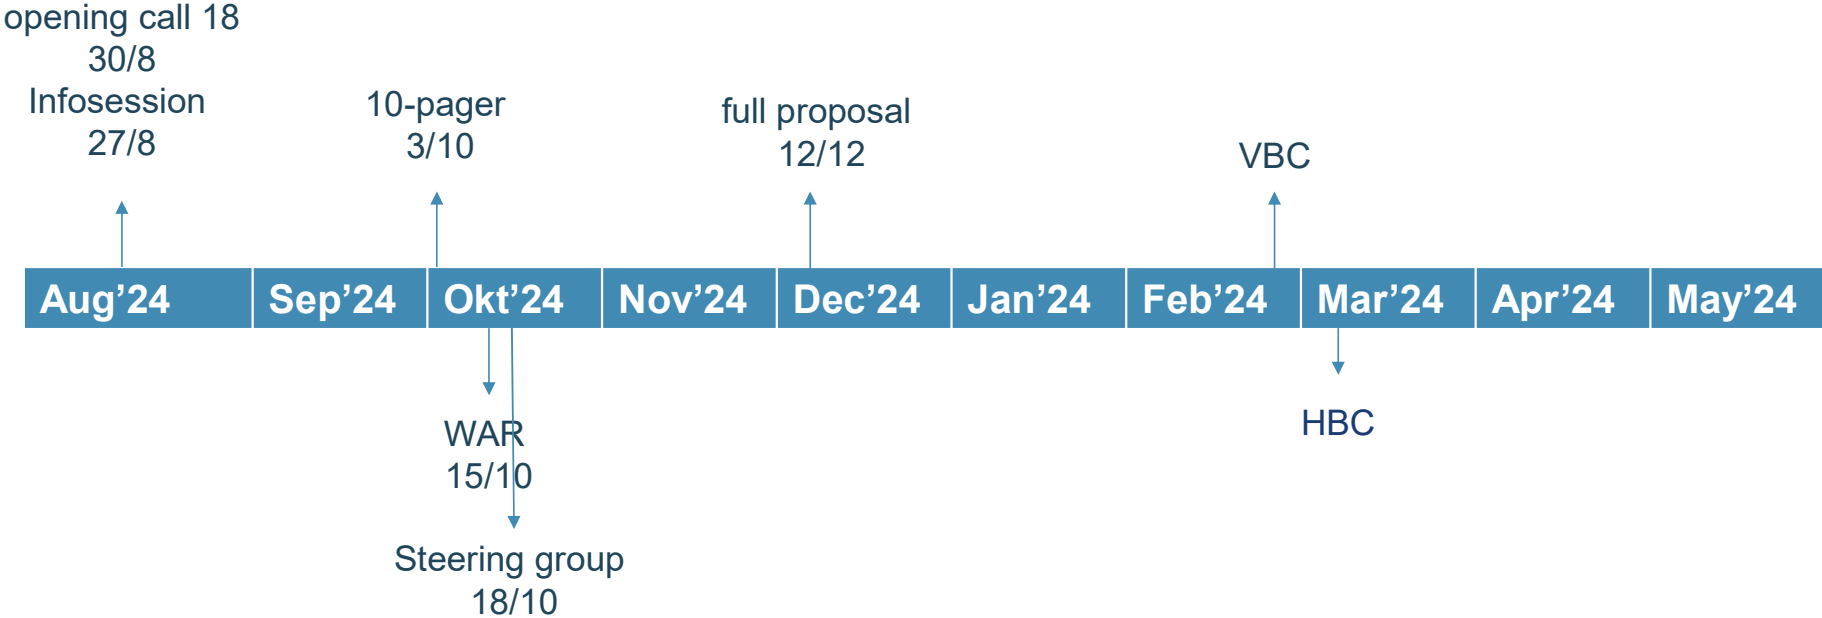 opening call 18
30/8
Infosession
27/8
10-pager
3/10
full proposal
12/12
VBC
Aug’24 Sep’24 Okt’24 Nov’24 Dec’24 Jan’24 Feb’24 Mar’24 Apr’24 May’24
WAR
15/10
HBC
Steering group
18/10